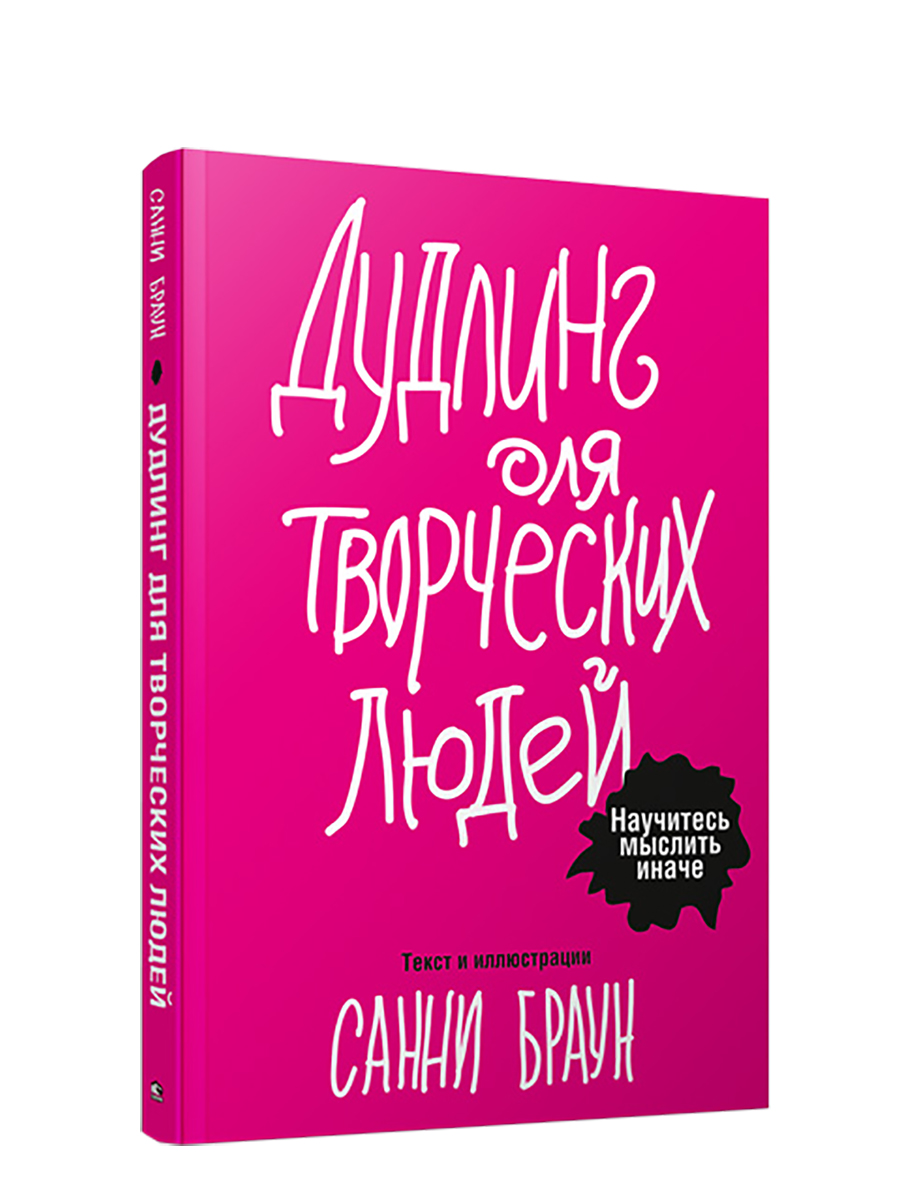 САННИ БРАУН
ДУДЛИНГ ДЛЯ ТВОРЧЕСКИХ ЛЮДЕЙ
Дудлинг
для
творческих
людей
Научитесь
мыслить
иначе
Текст и иллюстрации
САННИ БРАУН